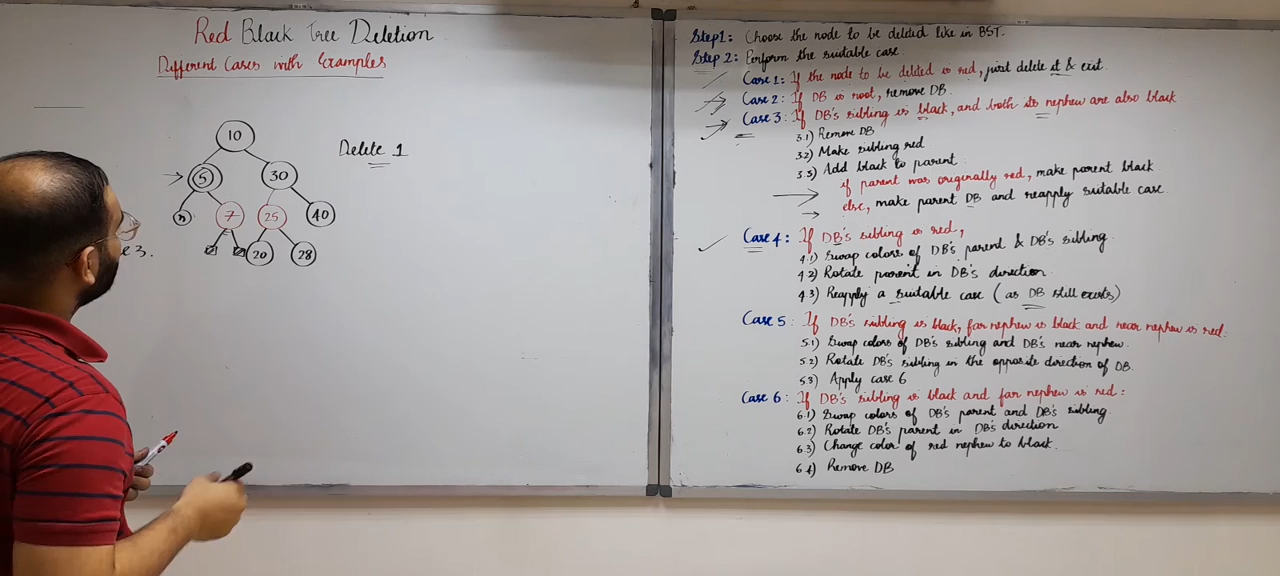 Red Black Tree Deletion
Different Cases with Examples
Delete 1
10
5
30
n
7
25
40
20
28
e 3.
Step1: Choose the node to be deleted like in BST.
Step 2: Perform the suitable case.
Case 1: If the node to be deleted is red, just delete it & exit.
Case 2: If DB is root, remove DB.
Case 3: If DB's sibling is black, and both its nephew are also black
3.1) Remove DB
3.2) Make sibling red
3.3) Add black to parent.
if parent was originally red, make parent black
else, make parent DB and reapply suitable case.
Case 4: If DB's sibling is red,
4.1) Swap colors of DB's parent & DB's sibling.
4.2) Rotate parent in DB's direction.
4.3) Reapply a suitable case (as DB still exists)
Case 5: If DB's sibling is black, far nephew is black and near nephew is red.
5.1) Swap colors of DB's sibling and DB's near nephew.
5.2) Rotate DB's sibling in the opposite direction of DB.
5.3) Apply case 6
Case 6: If DB's sibling is black and far nephew is red:
6.1) Swap colors of DB's parent and DB's sibling
6.2) Rotate DB's parent in DB's direction
6.3) Change color of red nephew to black.
6.4) Remove DB